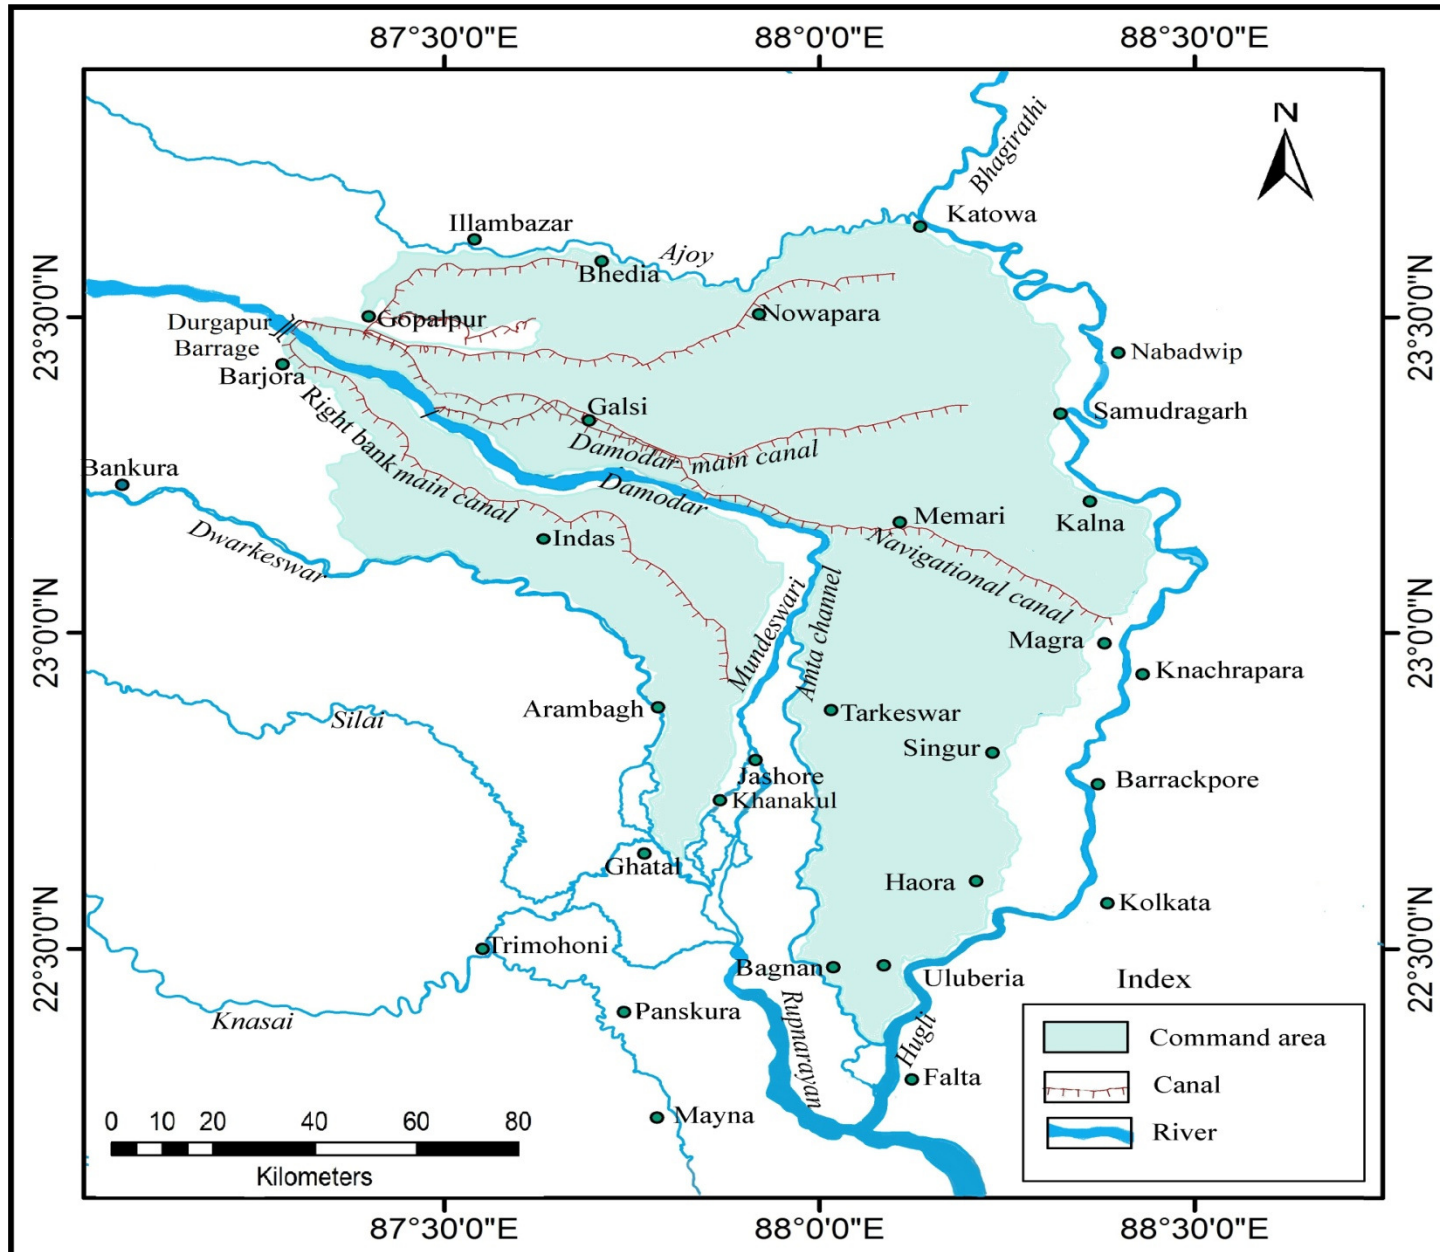 87°30'0"E
88°0'0"E
88°30'0"E
N
Bhagirathi
Katowa
Illambazar
Ajoy
Bhedia
23°30'0"N
23°30'0"N
Durgapur
Barrage
Gopalpur
Nowapara
Nabadwip
Barjora
Galsi
Samudragarh
Right bank main canal
Damodar main canal
Bankura
Damodar
Memari
Kalna
Indas
Dwarkeswar
Navigational canal
23°0'0"N
23°0'0"N
Mundeswari
Amta channel
Magra
Knachrapara
Arambagh
Tarkeswar
Silai
Singur
Jashore
Barrackpore
Khanakul
Ghatal
Haora
Kolkata
22°30'0"N
22°30'0"N
Trimohoni
Bagnan
Uluberia
Panskura
Knasai
Rupnarayan
Hugli
Falta
Mayna
Index
Command area
Canal
River
0 10 20 40 60 80
Kilometers
87°30'0"E
88°0'0"E
88°30'0"E